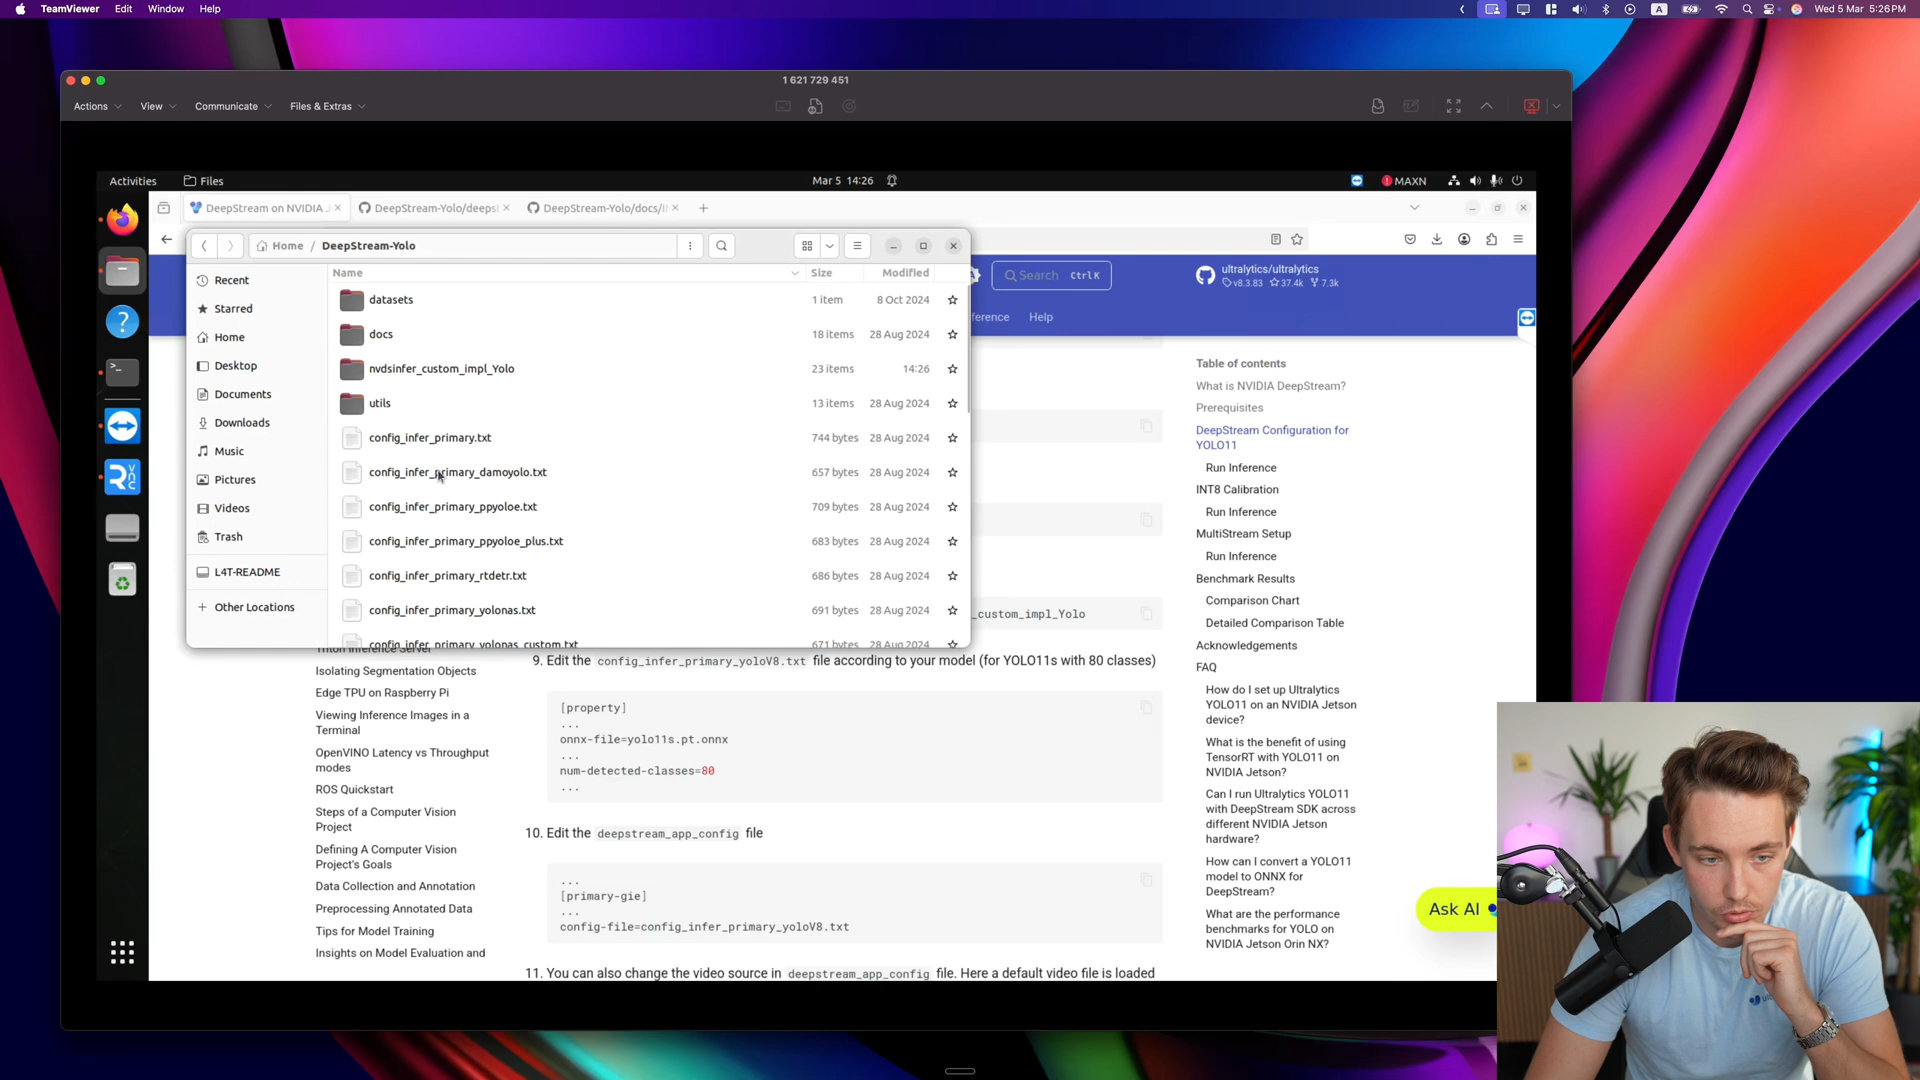 TeamViewer Edit Window Help
A
Wed 5 Mar 5:26 PM
1 621 729 451
Actions View Communicate Files & Extras
Activities Files Mar 5 14:26 MAXN
DeepStream on NVIDIA J
DeepStream-Yolo/deeps
DeepStream-Yolo/docs/I
Home / DeepStream-Yolo
Name Size Modified
Recent
Starred
Home
Desktop
Documents
Downloads
Music
Pictures
Videos
Trash
L4T-README
+ Other Locations
datasets 1 item 8 Oct 2024
docs 18 items 28 Aug 2024
nvdsinfer_custom_impl_Yolo 23 items 14:26
utils 13 items 28 Aug 2024
config_infer_primary.txt 744 bytes 28 Aug 2024
config_infer_primary_damoyolo.txt 657 bytes 28 Aug 2024
config_infer_primary_ppyoloe.txt 709 bytes 28 Aug 2024
config_infer_primary_ppyoloe_plus.txt 683 bytes 28 Aug 2024
config_infer_primary_rtdetr.txt 686 bytes 28 Aug 2024
config_infer_primary_yolonas.txt 691 bytes 28 Aug 2024
config_infer_primary_yolonas_custom.txt 671 bytes 28 Aug 2024
Search Ctrl K
ultralytics/ultralytics
v8.3.83 37.4k 7.3k
ference Help
_custom_impl_Yolo
Triton Inference Server
Isolating Segmentation Objects
Edge TPU on Raspberry Pi
Viewing Inference Images in a
Terminal
OpenVINO Latency vs Throughput
modes
ROS Quickstart
Steps of a Computer Vision
Project
Defining A Computer Vision
Project's Goals
Data Collection and Annotation
Preprocessing Annotated Data
Tips for Model Training
Insights on Model Evaluation and
9. Edit the config_infer_primary_yoloV8.txt file according to your model (for YOLO11s with 80 classes)
[property]
...
onnx-file=yolo11s.pt.onnx
...
num-detected-classes=80
...
10. Edit the deepstream_app_config file
...
[primary-gie]
...
config-file=config_infer_primary_yoloV8.txt
11. You can also change the video source in deepstream_app_config file. Here a default video file is loaded
Table of contents
What is NVIDIA DeepStream?
Prerequisites
DeepStream Configuration for
YOLO11
Run Inference
INT8 Calibration
Run Inference
MultiStream Setup
Run Inference
Benchmark Results
Comparison Chart
Detailed Comparison Table
Acknowledgements
FAQ
How do I set up Ultralytics
YOLO11 on an NVIDIA Jetson
device?
What is the benefit of using
TensorRT with YOLO11 on
NVIDIA Jetson?
Can I run Ultralytics YOLO11
with DeepStream SDK across
different NVIDIA Jetson
hardware?
How can I convert a YOLO11
model to ONNX for
DeepStream?
What are the performance
benchmarks for YOLO on
NVIDIA Jetson Orin NX?
Ask AI